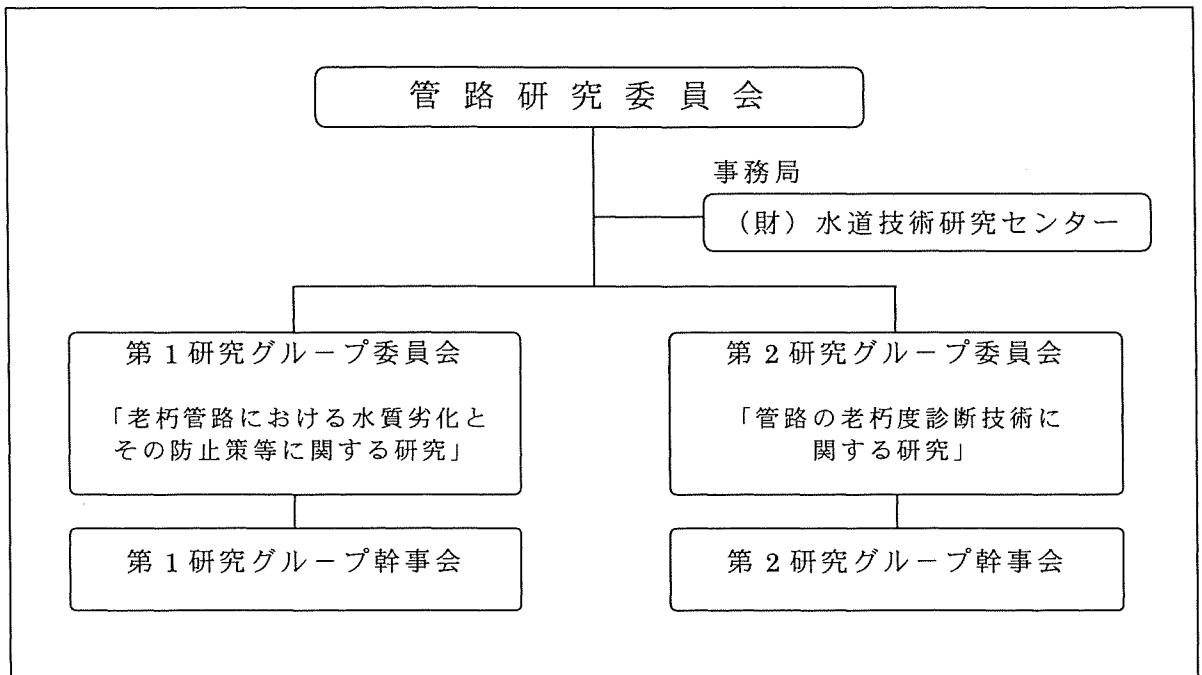 管路研究委員会
事務局
（財）水道技術研究センター
第1研究グループ委員会
「老朽管路における水質劣化と
その防止策等に関する研究」
第2研究グループ委員会
「管路の老朽度診断技術に
関する研究」
第1研究グループ幹事会
第2研究グループ幹事会